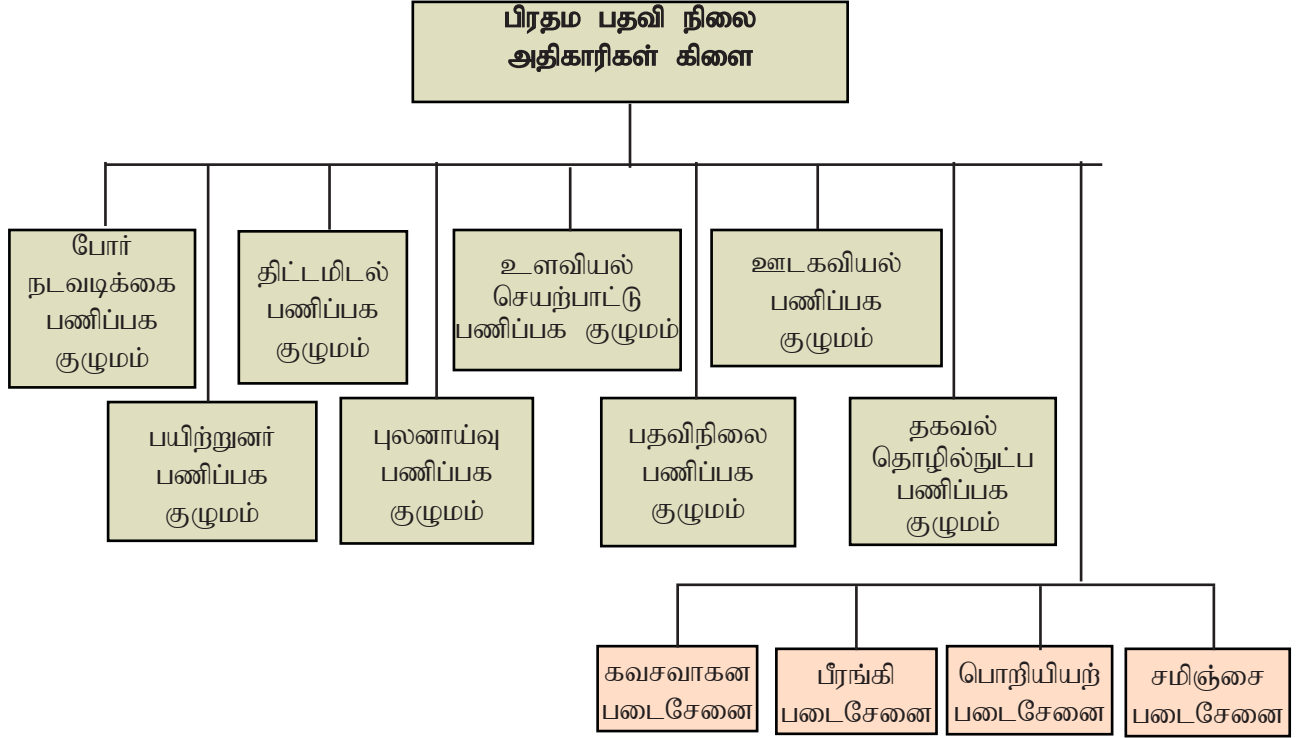 பிரதம பதவி நிலை
அதிகாரிகள் கிளை
போர்
நடவடிக்கை
பணிப்பக
குழுமம்
திட்டமிடல்
பணிப்பக
குழுமம்
உளவியல்
செயற்பாட்டு
பணிப்பக குழுமம்
ஊடகவியல்
பணிப்பக
குழுமம்
பயிற்றுனர்
பணிப்பக
குழுமம்
புலனாய்வு
பணிப்பக
குழுமம்
பதவிநிலை
பணிப்பக
குழுமம்
தகவல்
தொழில்நுட்ப
பணிப்பக
குழுமம்
கவசவாகன
படைசேனை
பீரங்கி
படைசேனை
பொறியியற்
படைசேனை
சமிஞ்சை
படைசேனை